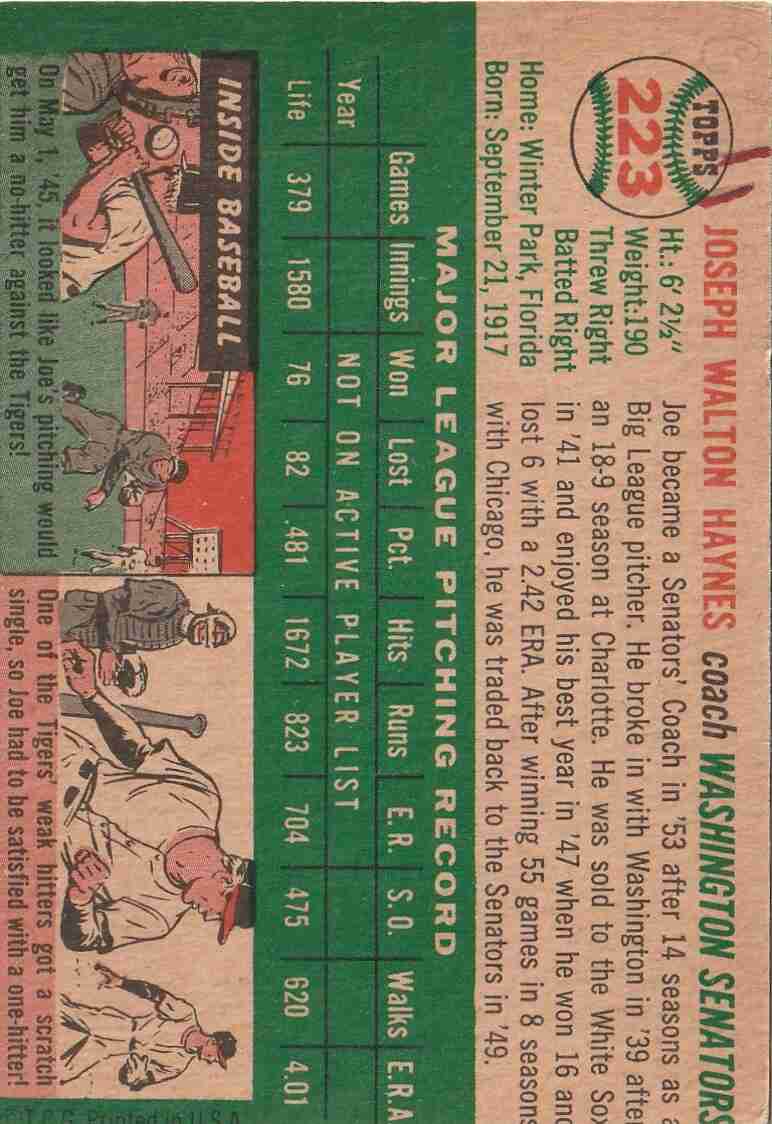 TOPPS
223
JOSEPH WALTON HAYNES coach WASHINGTON SENATORS
Ht.: 6' 2½"
Weight:190
Threw Right
Batted Right
Home: Winter Park, Florida
Born: September 21, 1917
Joe became a Senators' Coach in '53 after 14 seasons as a
Big League pitcher. He broke in with Washington in '39 after
an 18-9 season at Charlotte. He was sold to the White Sox
in '41 and enjoyed his best year in '47 when he won 16 and
lost 6 with a 2.42 ERA. After winning 55 games in 8 seasons
with Chicago, he was traded back to the Senators in '49.
MAJOR LEAGUE PITCHING RECORD
Games Innings Won Lost Pct. Hits Runs E.R. S.O. Walks E.R.A
Year NOT ON ACTIVE PLAYER LIST
Life 379 1580 76 82 .481 1672 823 704 475 620 4.01
INSIDE BASEBALL
On May 1, '45, it looked like Joe's pitching would
get him a no-hitter against the Tigers!
One of the Tigers' weak hitters got a scratch
single, so Joe had to be satisfied with a one-hitter!
T.C.G. Printed in U.S.A.